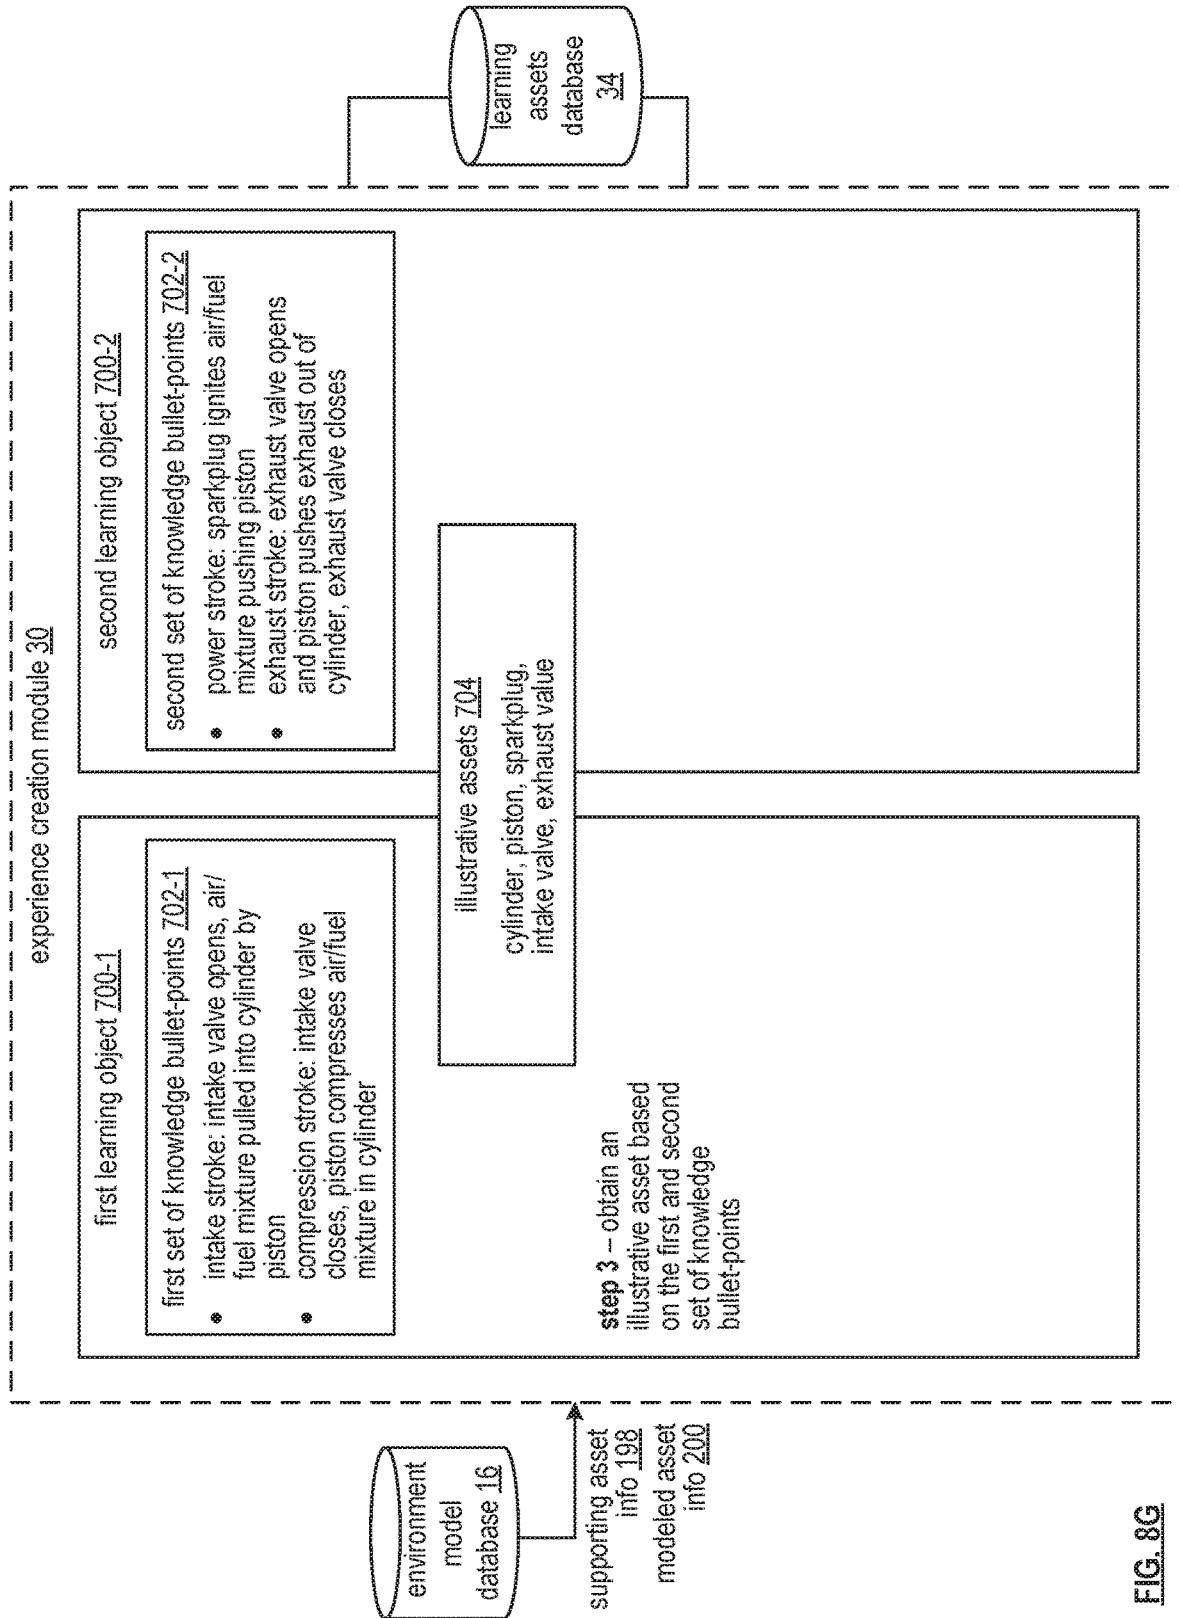 experience creation module 30
first learning object 700-1
first set of knowledge bullet-points 702-1
• intake stroke: intake valve opens, air/
fuel mixture pulled into cylinder by
piston
• compression stroke: intake valve
closes, piston compresses air/fuel
mixture in cylinder
second learning object 700-2
second set of knowledge bullet-points 702-2
• power stroke: sparkplug ignites air/fuel
mixture pushing piston
• exhaust stroke: exhaust valve opens
and piston pushes exhaust out of
cylinder, exhaust valve closes
illustrative assets 704
cylinder, piston, sparkplug,
intake valve, exhaust value
step 3 – obtain an
illustrative asset based
on the first and second
set of knowledge
bullet-points
environment
model
database 16
supporting asset
info 198
modeled asset
info 200
learning
assets
database
34
FIG. 8G